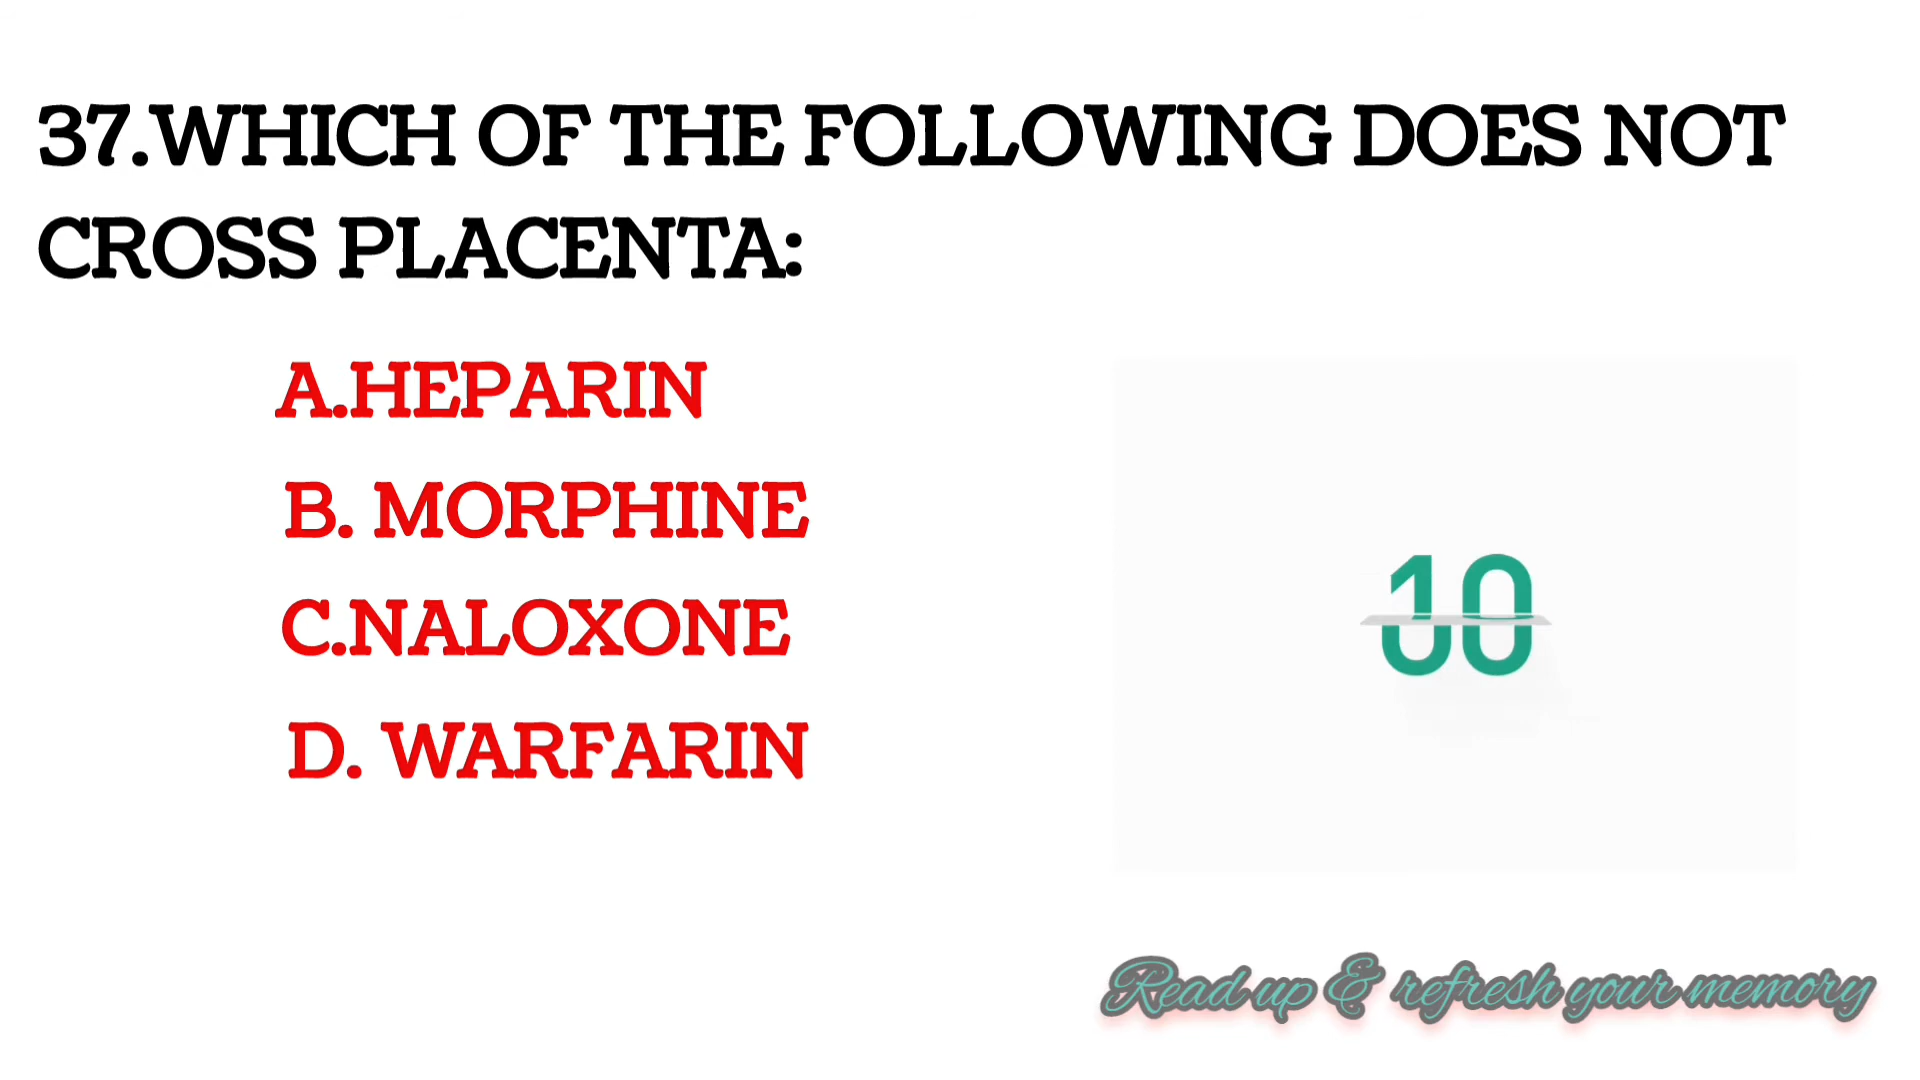 37.WHICH OF THE FOLLOWING DOES NOT
CROSS PLACENTA:
A.HEPARIN
B. MORPHINE
C.NALOXONE
D. WARFARIN
10
Read up & refresh your memory